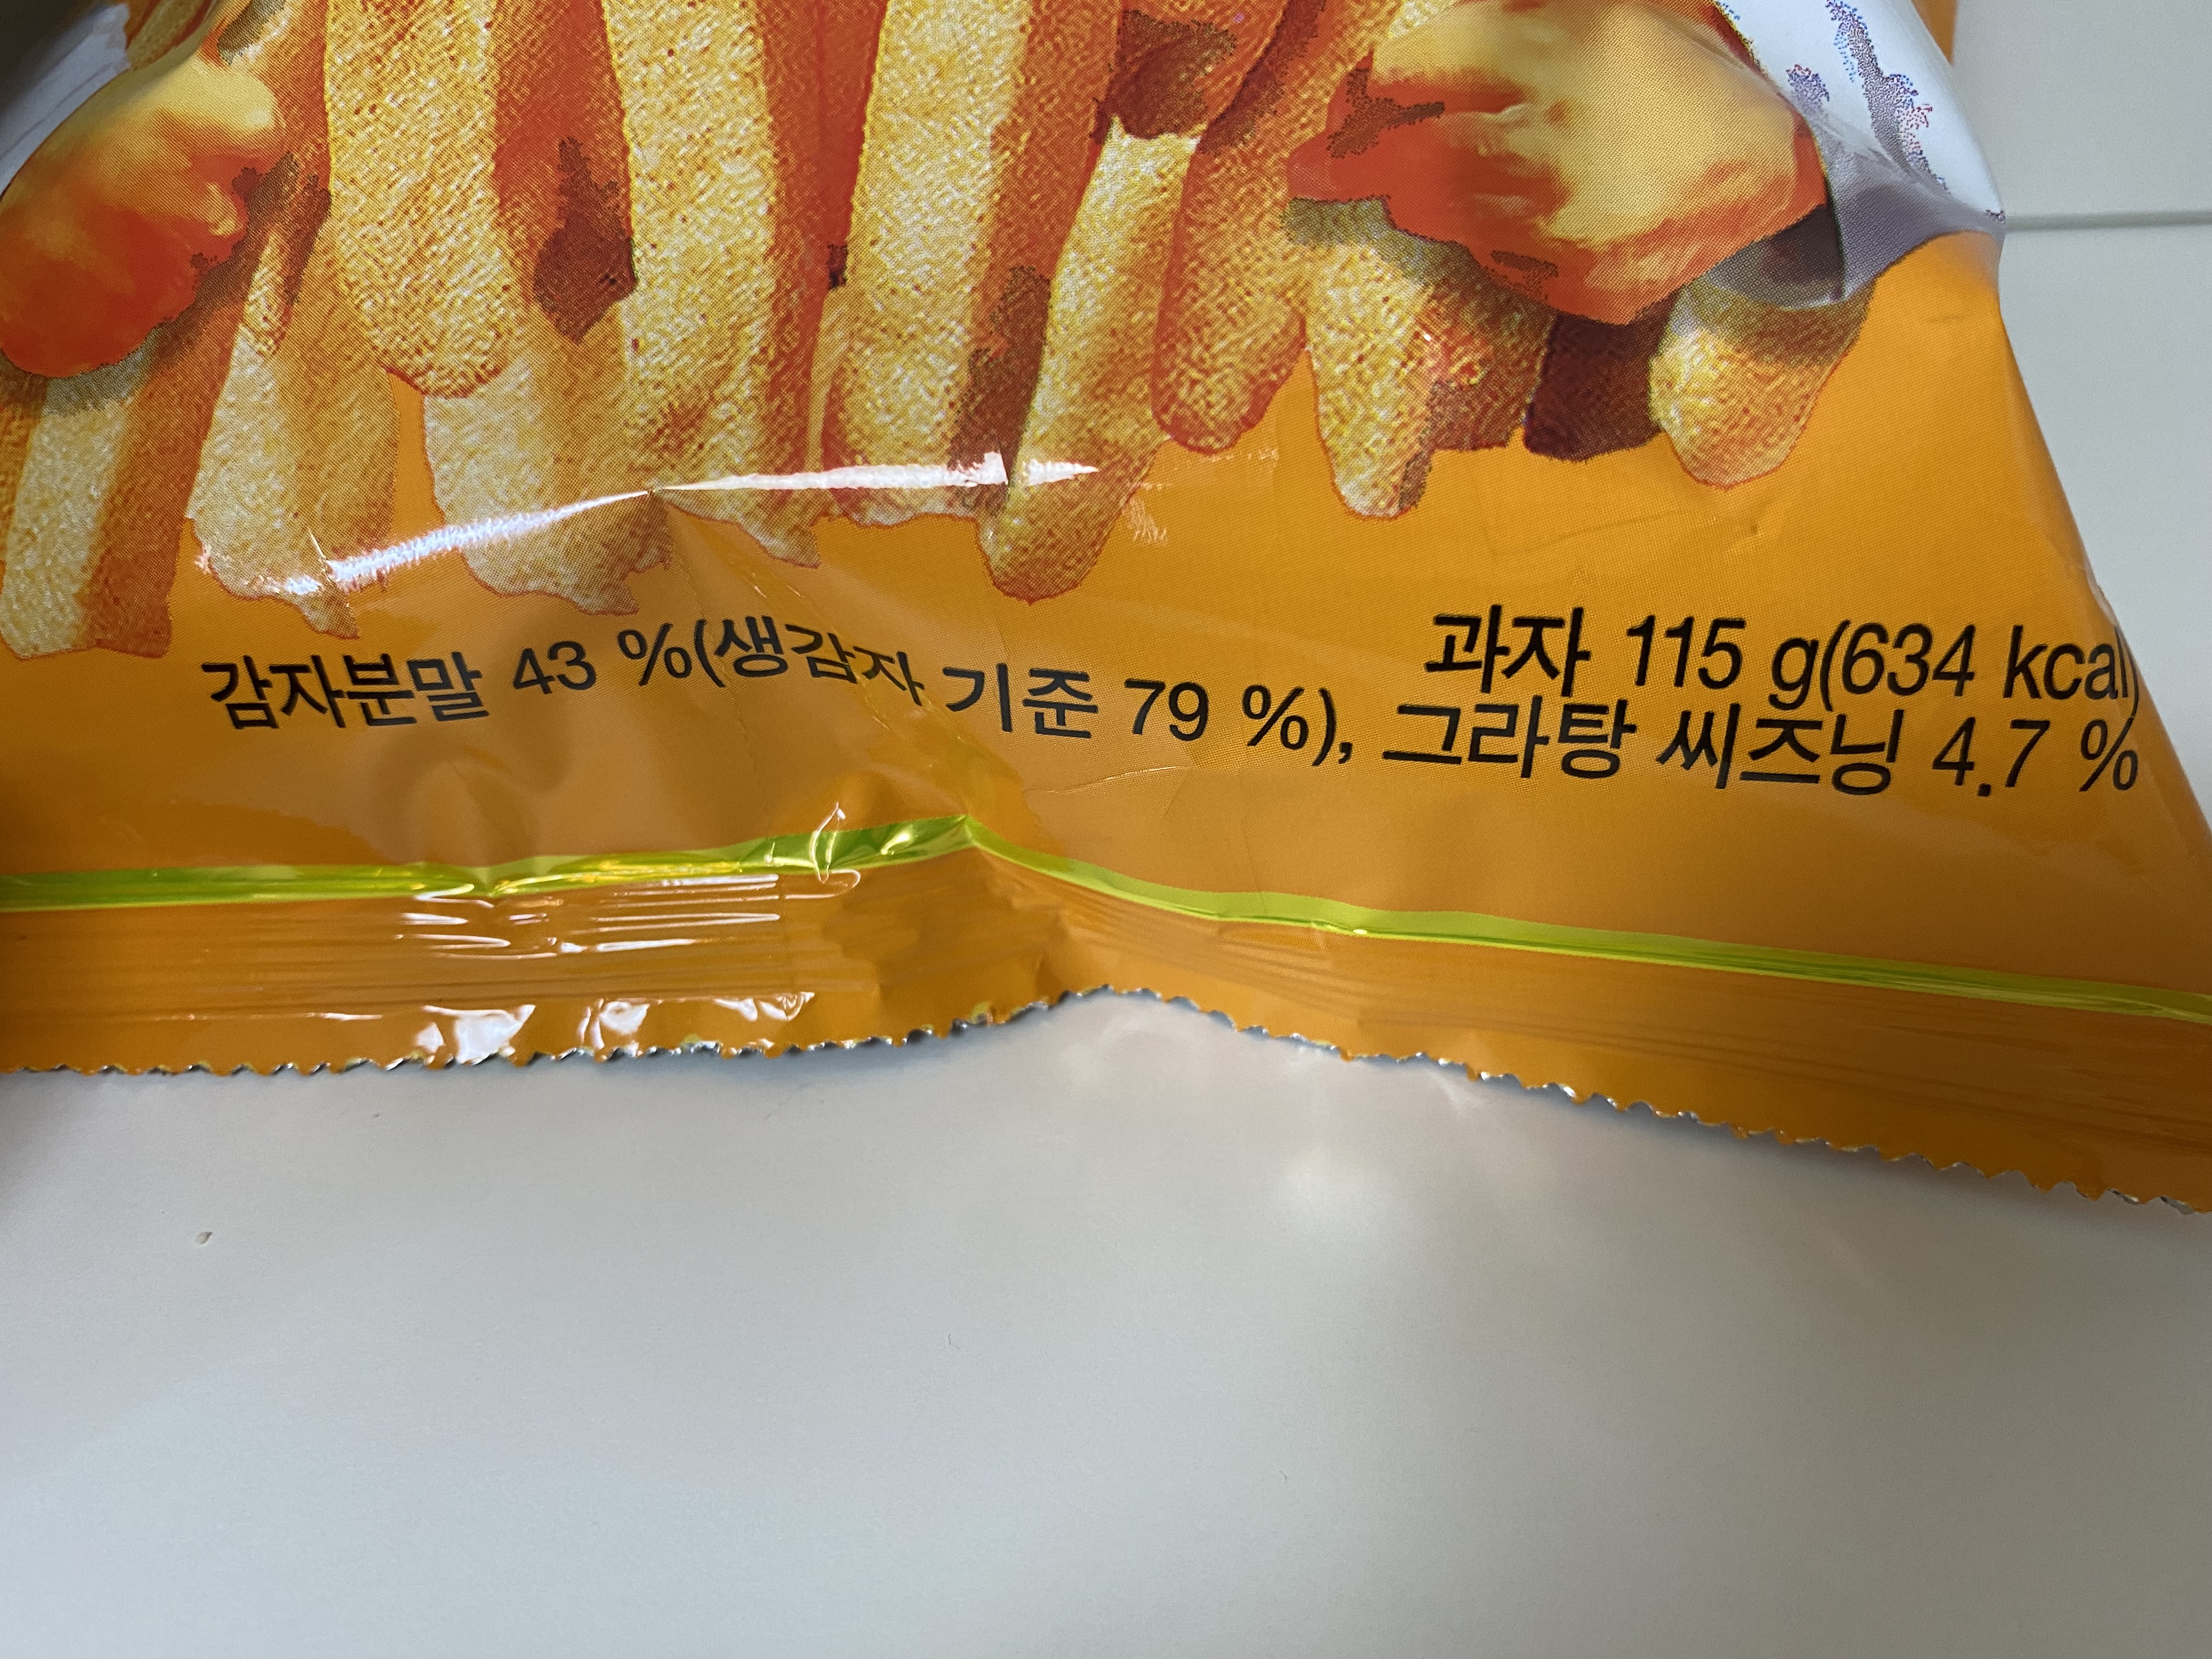 과자 115 g(634 kcal)
감자분말 43 %(생감자 기준 79 %), 그라탕 씨즈닝 4.7 %